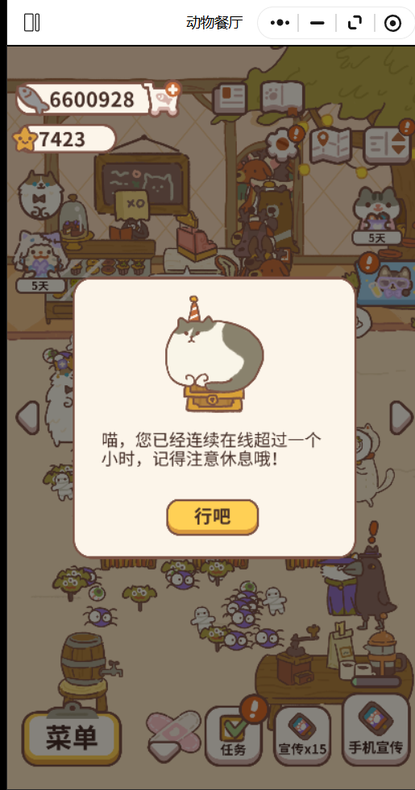 动物餐厅
6600928
7423
XO
5天
5天
喵，您已经连续在线超过一个
小时，记得注意休息哦！
行吧
菜单
任务
宣传x15
手机宣传